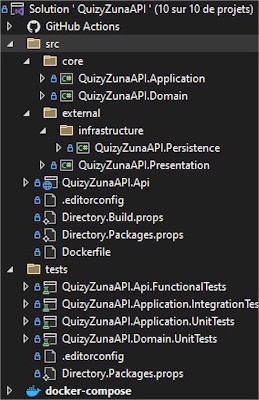 Solution ' QuizyZunaAPI ' (10 sur 10 de projets)
GitHub Actions
src
core
QuizyZunaAPI.Application
QuizyZunaAPI.Domain
external
infrastructure
QuizyZunaAPI.Persistence
QuizyZunaAPI.Presentation
QuizyZunaAPI.Api
.editorconfig
Directory.Build.props
Directory.Packages.props
Dockerfile
tests
QuizyZunaAPI.Api.FunctionalTests
QuizyZunaAPI.Application.IntegrationTe
QuizyZunaAPI.Application.UnitTests
QuizyZunaAPI.Domain.UnitTests
.editorconfig
Directory.Packages.props
docker-compose